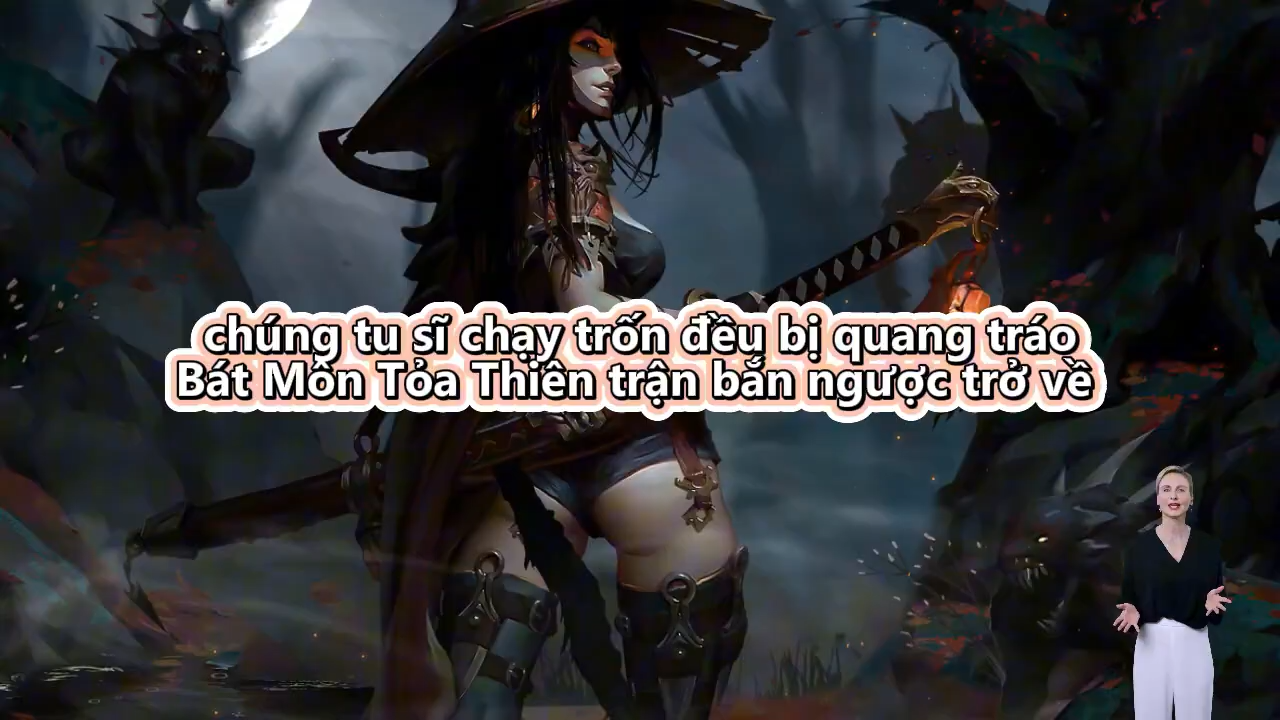 chúng tu sĩ chạy trốn đều bị quang tráo
Bát Môn Tỏa Thiên trận bắn ngược trở về